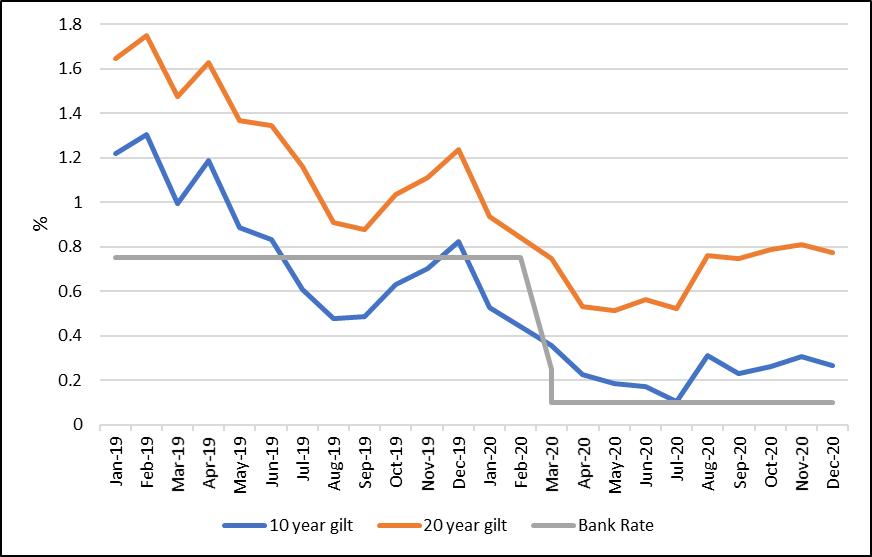 1.8
1.6
1.4
1.2
1
0.8
0.6
0.4
0.2
0
%
Jan-19
Feb-19
Mar-19
Apr-19
May-19
Jun-19
Jul-19
Aug-19
Sep-19
Oct-19
Nov-19
Dec-19
Jan-20
Feb-20
Mar-20
Apr-20
May-20
Jun-20
Jul-20
Aug-20
Sep-20
Oct-20
Nov-20
Dec-20
10 year gilt 20 year gilt Bank Rate